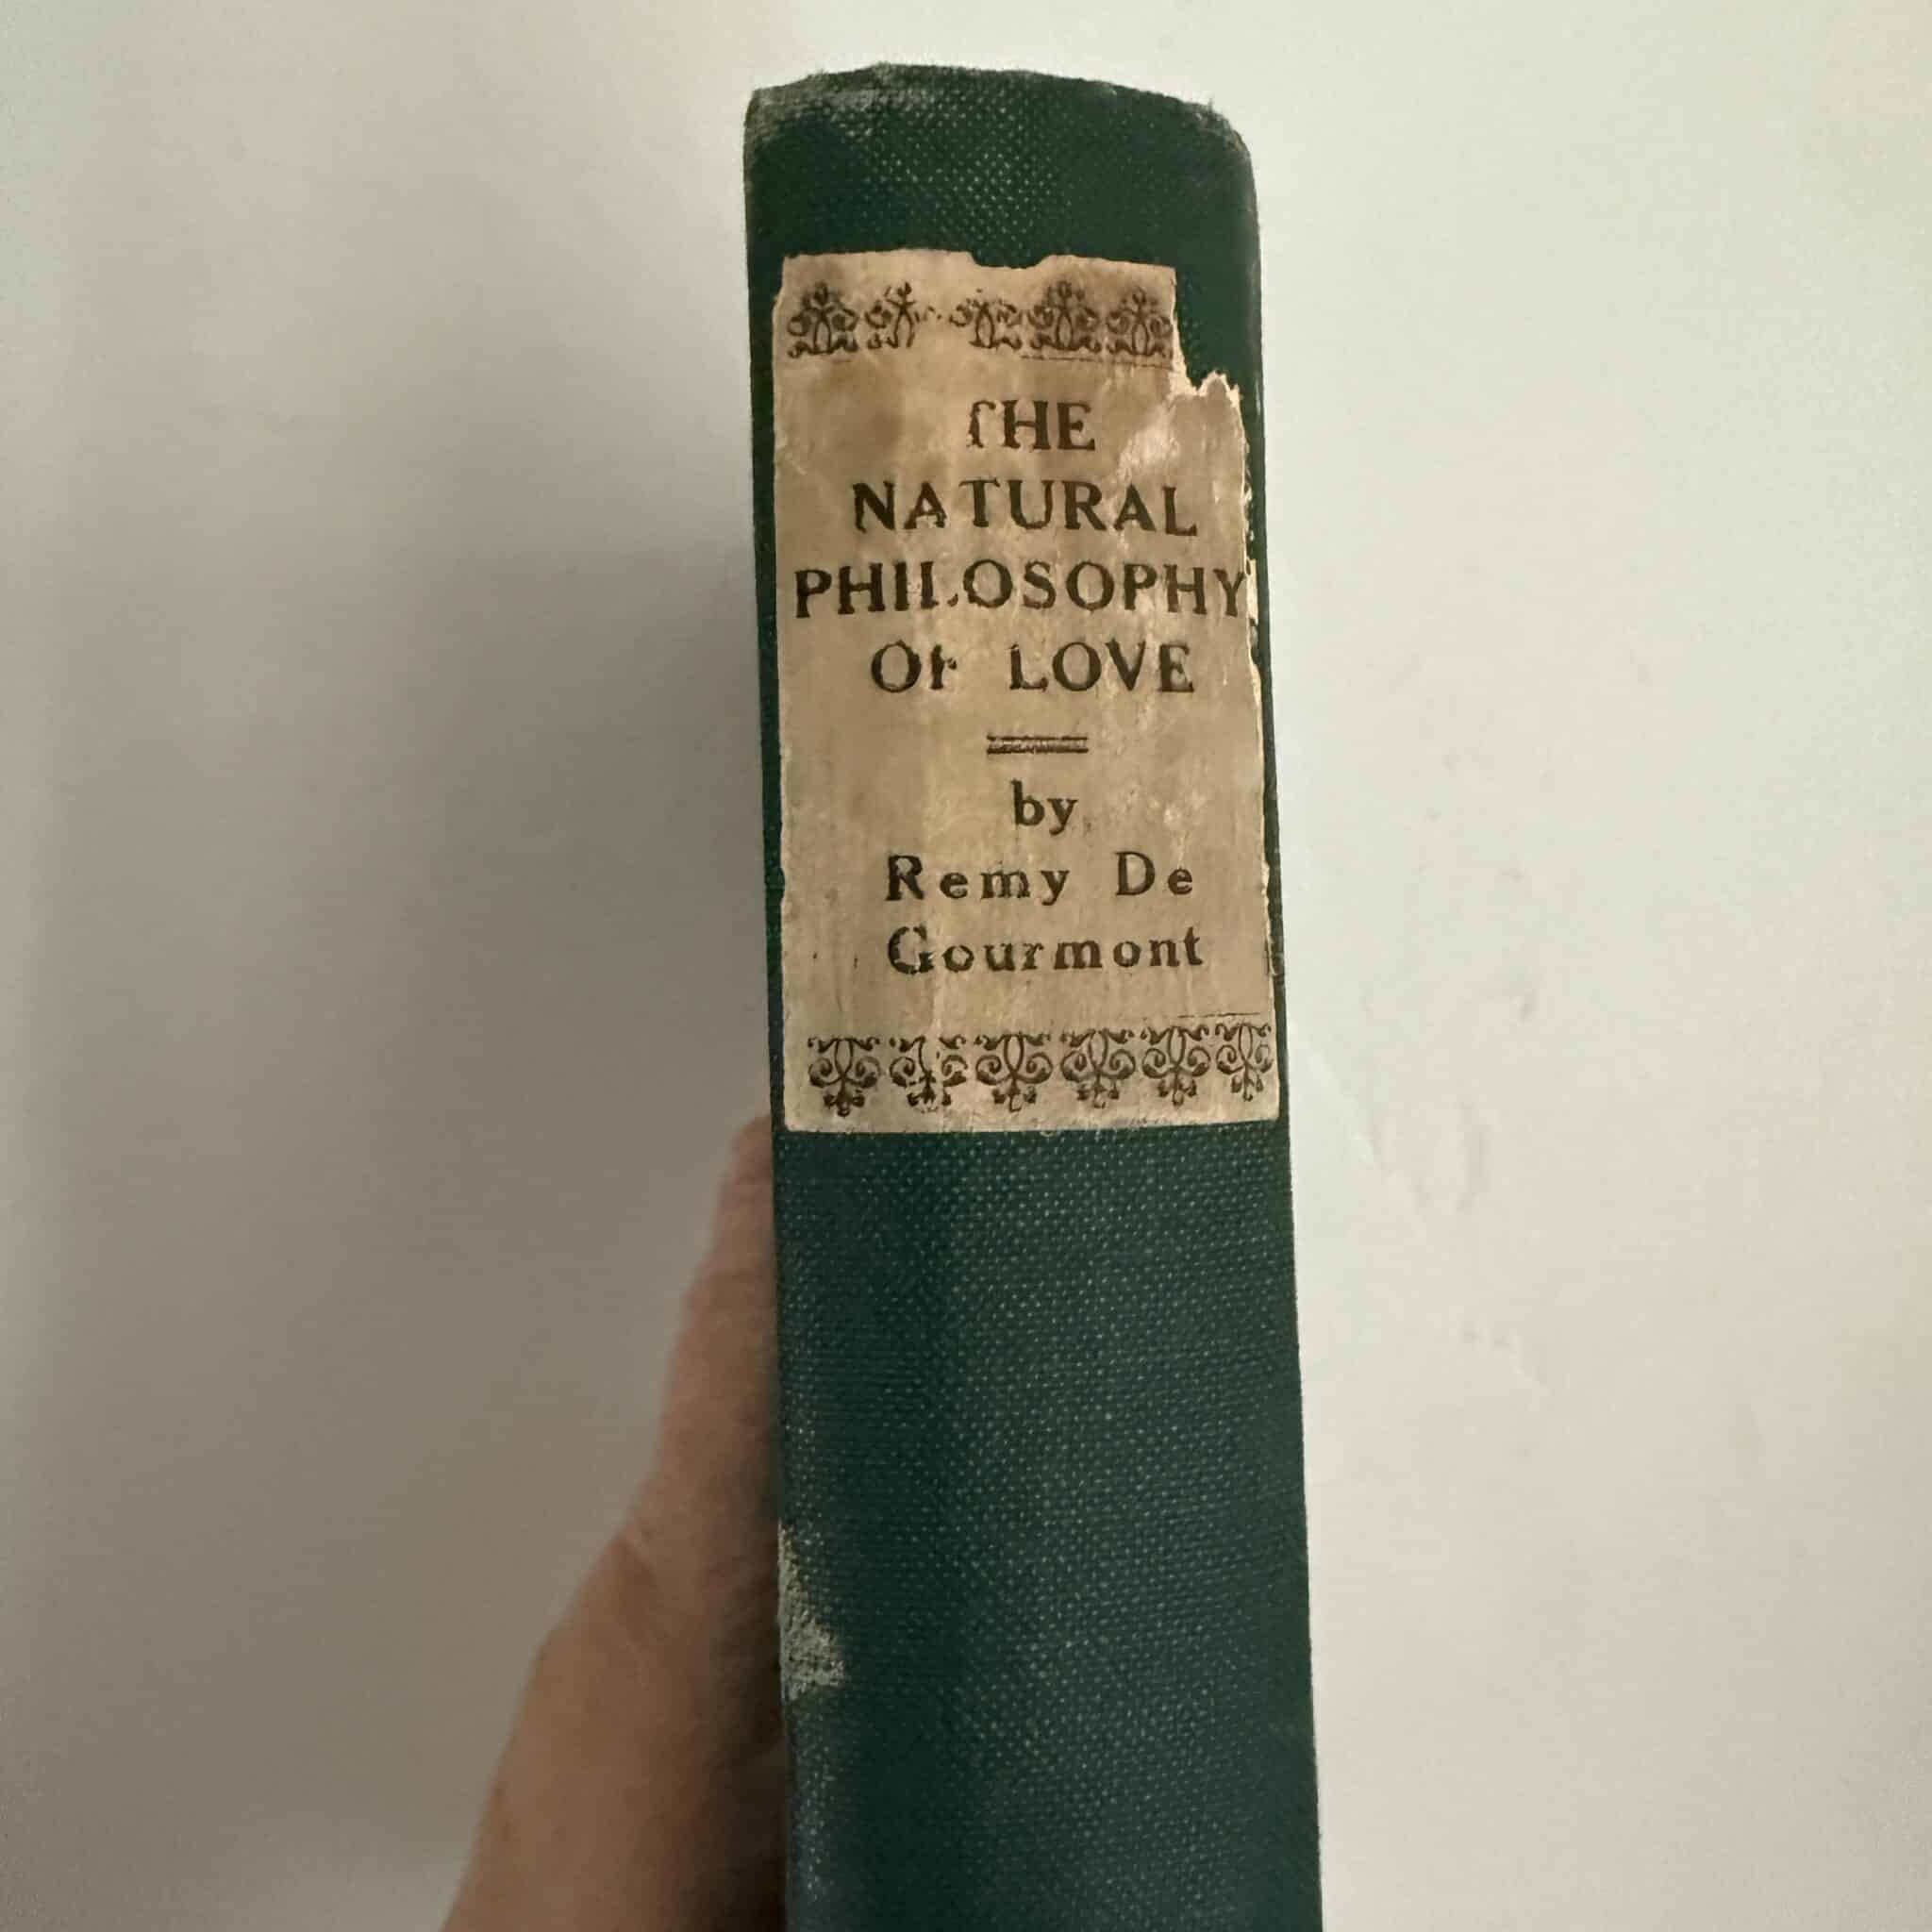 THE
NATURAL
PHILOSOPHY
OF LOVE
by
Remy De
Gourmont